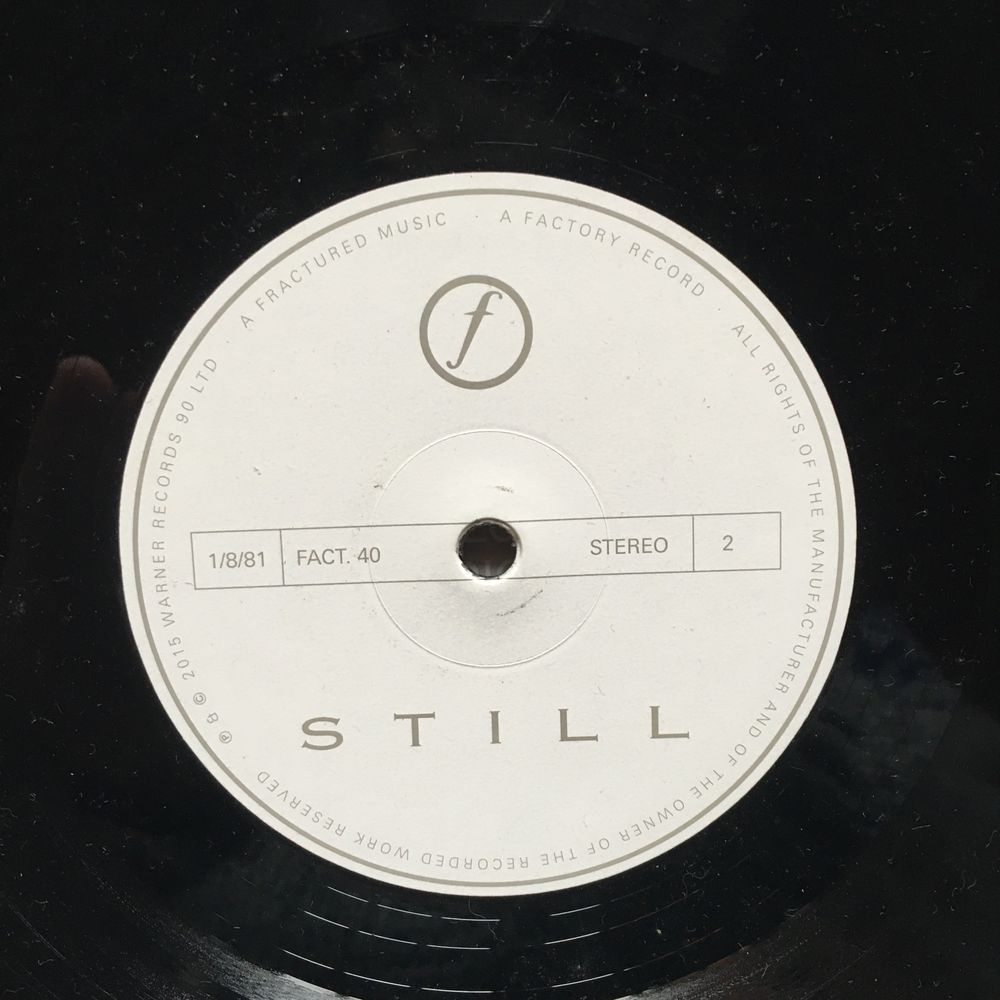 A FRACTURED MUSIC · A FACTORY RECORD
ALL RIGHTS OF THE MANUFACTURER AND OF THE OWNER OF THE RECORDED WORK RESERVED
℗ & © 2015 WARNER RECORDS 90 LTD ·
f
1/8/81 FACT. 40 STEREO 2
STILL